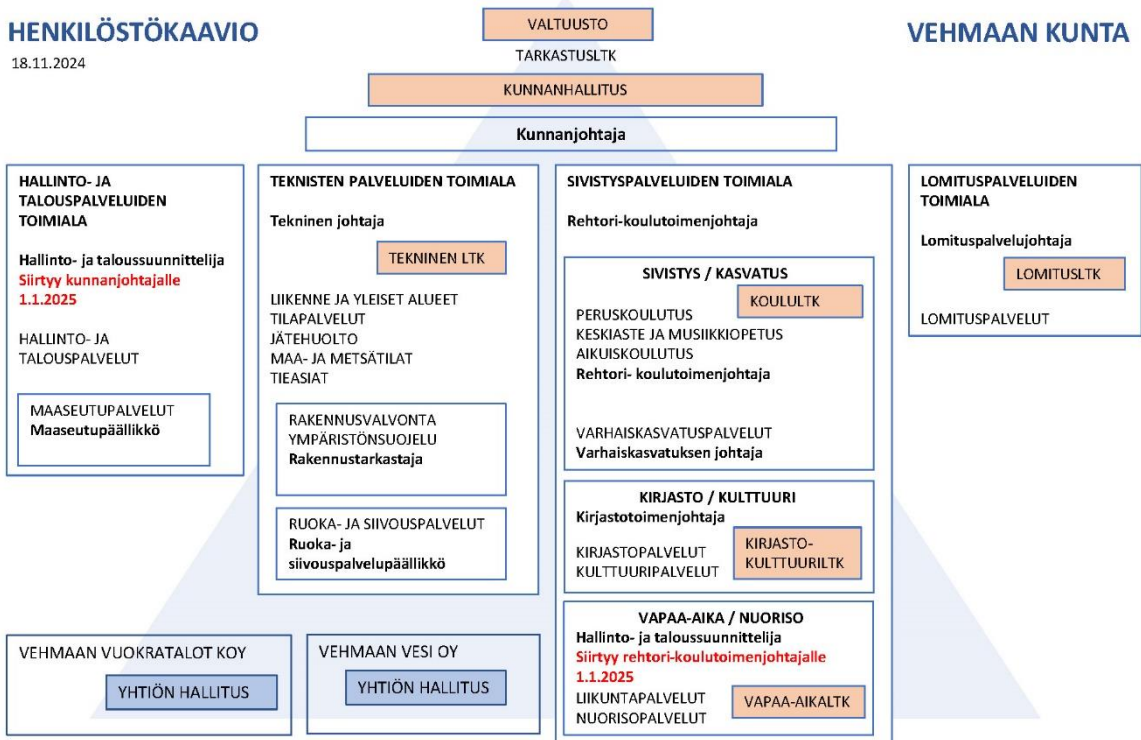 HENKILÖSTÖKAAVIO
18.11.2024
VALTUUSTO
TARKASTUSLTK
KUNNANHALLITUS
Kunnanjohtaja
VEHMAAN KUNTA
HALLINTO- JA
TALOUSPALVELUIDEN
TOIMIALA
Hallinto- ja taloussuunnittelija
Siirtyy kunnanjohtajalle
1.1.2025
HALLINTO- JA
TALOUSPALVELUT
MAASEUTUPALVELUT
Maaseutupäällikkö
TEKNISTEN PALVELUIDEN TOIMIALA
Tekninen johtaja
TEKNINEN LTK
LIIKENNE JA YLEISET ALUEET
TILAPALVELUT
JÄTEHUOLTO
MAA- JA METSÄTILAT
TIEASIAT
RAKENNUSVALVONTA
YMPÄRISTÖNSUOJELU
Rakennustarkastaja
RUOKA- JA SIIVOUSPALVELUT
Ruoka- ja
siivouspalvelupäällikkö
SIVISTYSPALVELUIDEN TOIMIALA
Rehtori-koulutoimenjohtaja
SIVISTYS / KASVATUS
KOULULTK
PERUSKOULUTUS
KESKIASTE JA MUSIIKKIOPETUS
AIKUISKOULUTUS
Rehtori- koulutoimenjohtaja
VARHAISKASVATUSPALVELUT
Varhaiskasvatuksen johtaja
KIRJASTO / KULTTUURI
Kirjastotoimenjohtaja
KIRJASTOPALVELUT
KULTTUURIPALVELUT
KIRJASTO-
KULTTUURILTK
VAPAA-AIKA / NUORISO
Hallinto- ja taloussuunnittelija
Siirtyy rehtori-koulutoimenjohtajalle
1.1.2025
LIIKUNTAPALVELUT
NUORISOPALVELUT
VAPAA-AIKALTK
LOMITUSPALVELUIDEN
TOIMIALA
Lomituspalvelujohtaja
LOMITUSLTK
LOMITUSPALVELUT
VEHMAAN VUOKRATALOT KOY
YHTIÖN HALLITUS
VEHMAAN VESI OY
YHTIÖN HALLITUS